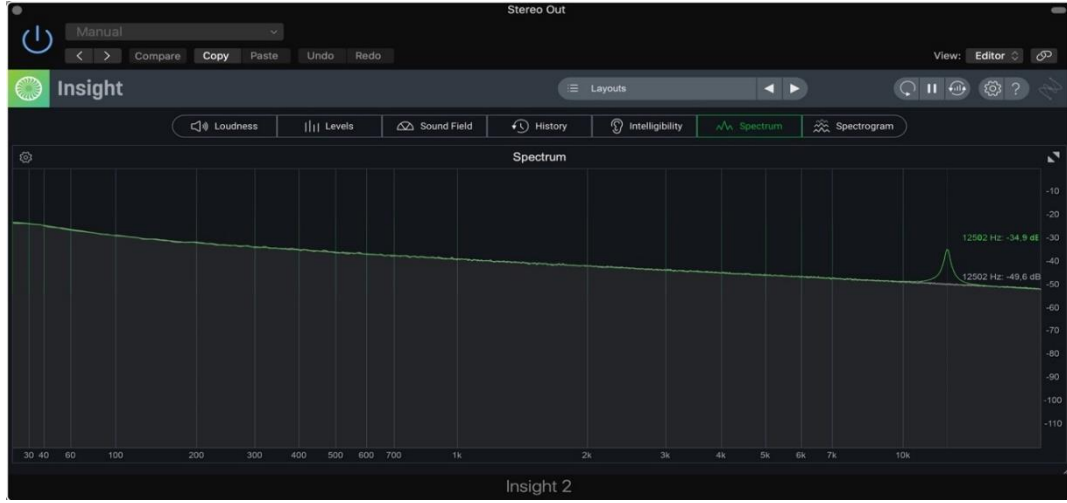 Stereo Out
Manual
< > Compare Copy Paste Undo Redo View: Editor
Insight Layouts ?
Loudness Levels Sound Field History Intelligibility Spectrum Spectrogram
Spectrum
-10
-20
12502 Hz: -34,9 dE -30
-40
12502 Hz: -49,6 dB -50
-60
-70
-80
-90
-100
-110
30 40 60 100 200 300 400 500 600 700 1k 2k 3k 4k 5k 6k 7k 10k
Insight 2